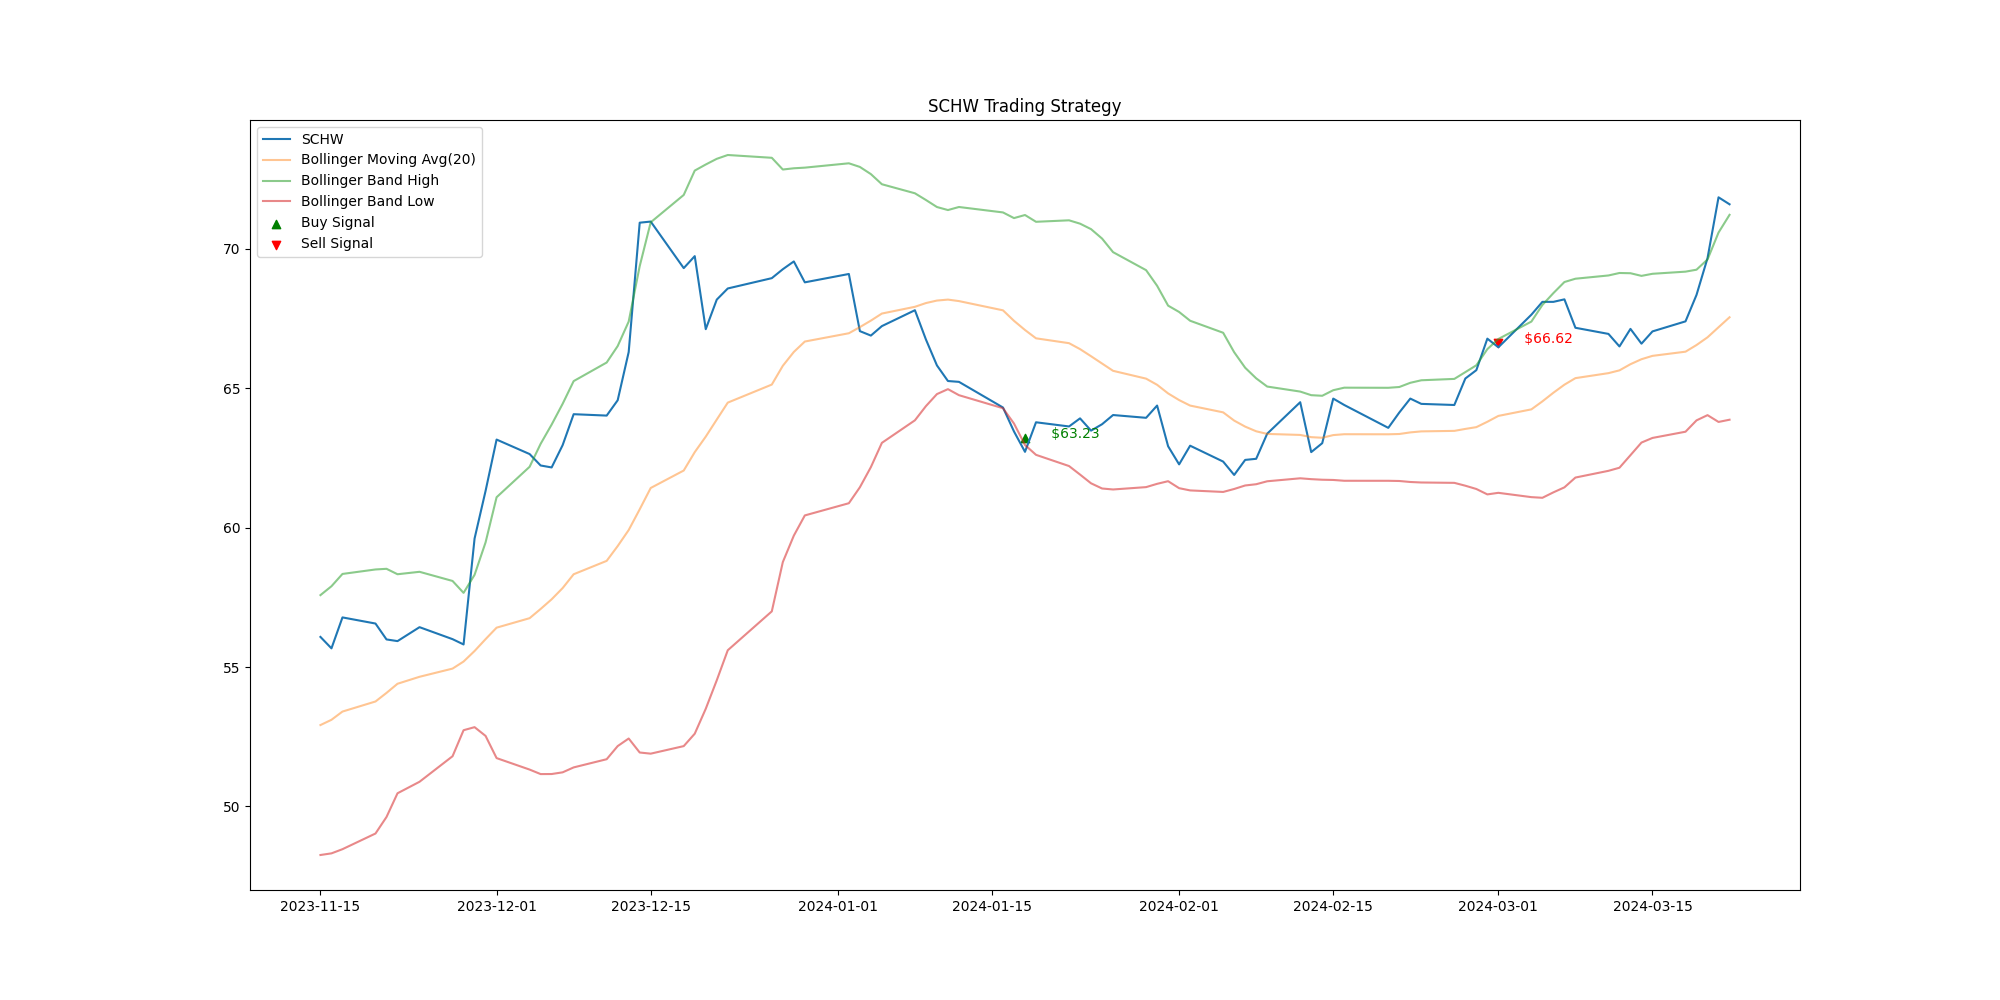 SCHW Trading Strategy
SCHW
Bollinger Moving Avg(20)
Bollinger Band High
Bollinger Band Low
Buy Signal
Sell Signal
70
65
60
55
50
$66.62
$63.23
2023-11-15 2023-12-01 2023-12-15 2024-01-01 2024-01-15 2024-02-01 2024-02-15 2024-03-01 2024-03-15